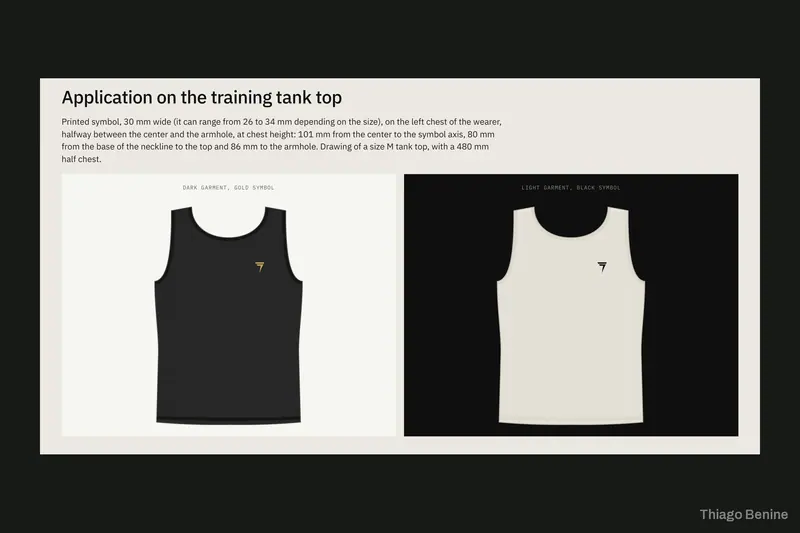 Application on the training tank top
Printed symbol, 30 mm wide (it can range from 26 to 34 mm depending on the size), on the left chest of the wearer,
halfway between the center and the armhole, at chest height: 101 mm from the center to the symbol axis, 80 mm
from the base of the neckline to the top and 86 mm to the armhole. Drawing of a size M tank top, with a 480 mm
half chest.
DARK GARMENT, GOLD SYMBOL
LIGHT GARMENT, BLACK SYMBOL
Thiago Benine